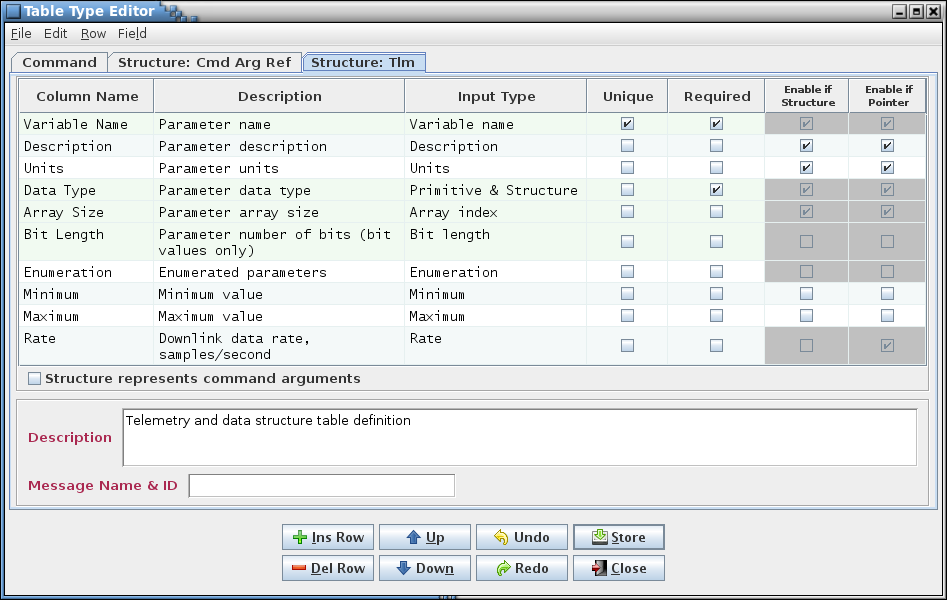 Table Type Editor
File Edit Row Field
Command Structure: Cmd Arg Ref Structure: Tlm
Column Name Description Input Type Unique Required Enable if Structure Enable if Pointer
Variable Name Parameter name Variable name
Description Parameter description Description
Units Parameter units Units
Data Type Parameter data type Primitive & Structure
Array Size Parameter array size Array index
Bit Length Parameter number of bits (bit Bit length
values only)
Enumeration Enumerated parameters Enumeration
Minimum Minimum value Minimum
Maximum Maximum value Maximum
Rate Downlink data rate, Rate
samples/second
Structure represents command arguments
Description Telemetry and data structure table definition
Message Name & ID
Ins Row Up Undo Store
Del Row Down Redo Close